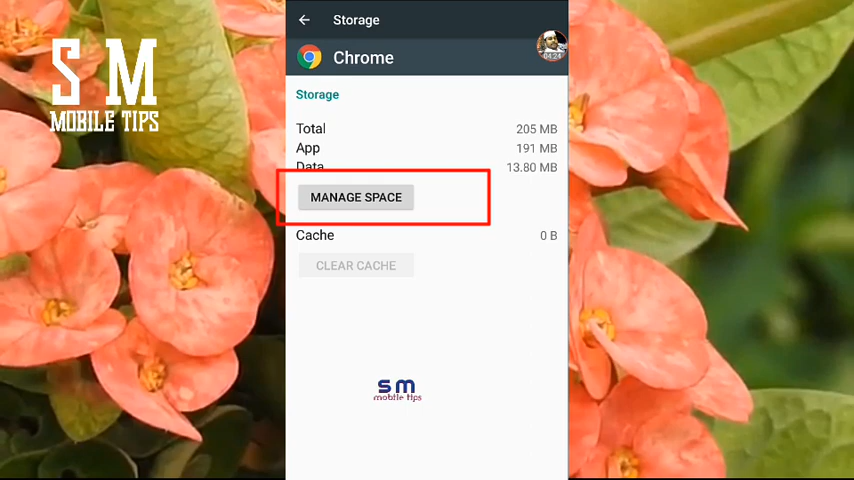 Storage
Chrome
04:24
S M
MOBILE TIPS
Storage
Total 205 MB
App 191 MB
Data 13.80 MB
MANAGE SPACE
Cache 0 B
CLEAR CACHE
sm
mobile tips